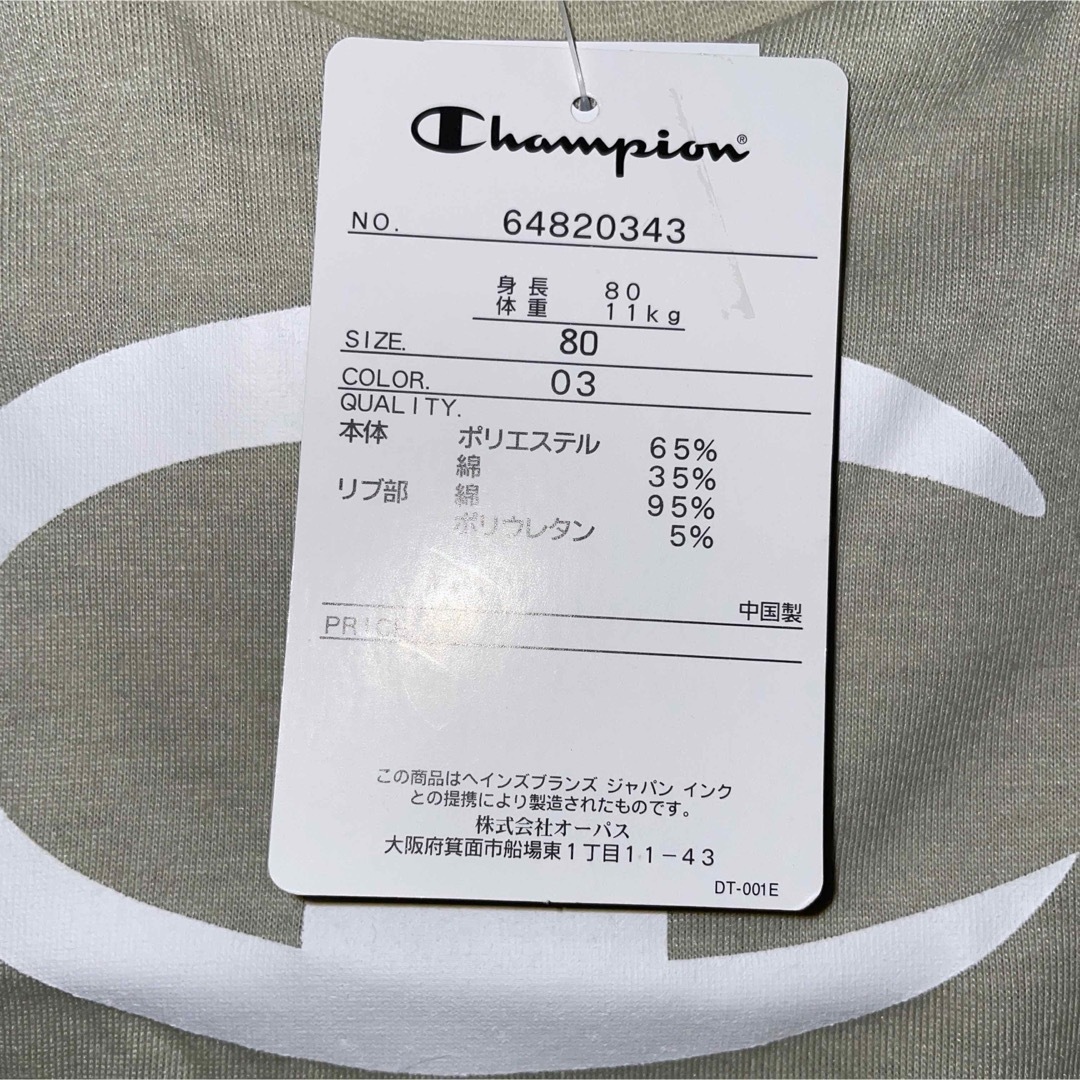 Champion®
NO. 64820343
身長 80
体重 11kg
SIZE. 80
COLOR. 03
QUALITY.
本体 ポリエステル 65%
綿 35%
リブ部 綿 95%
ポリウレタン 5%
中国製
PRICE
この商品はヘインズブランズ ジャパン インク
との提携により製造されたものです。
株式会社オーパス
大阪府箕面市船場東1丁目11-43
DT-001E